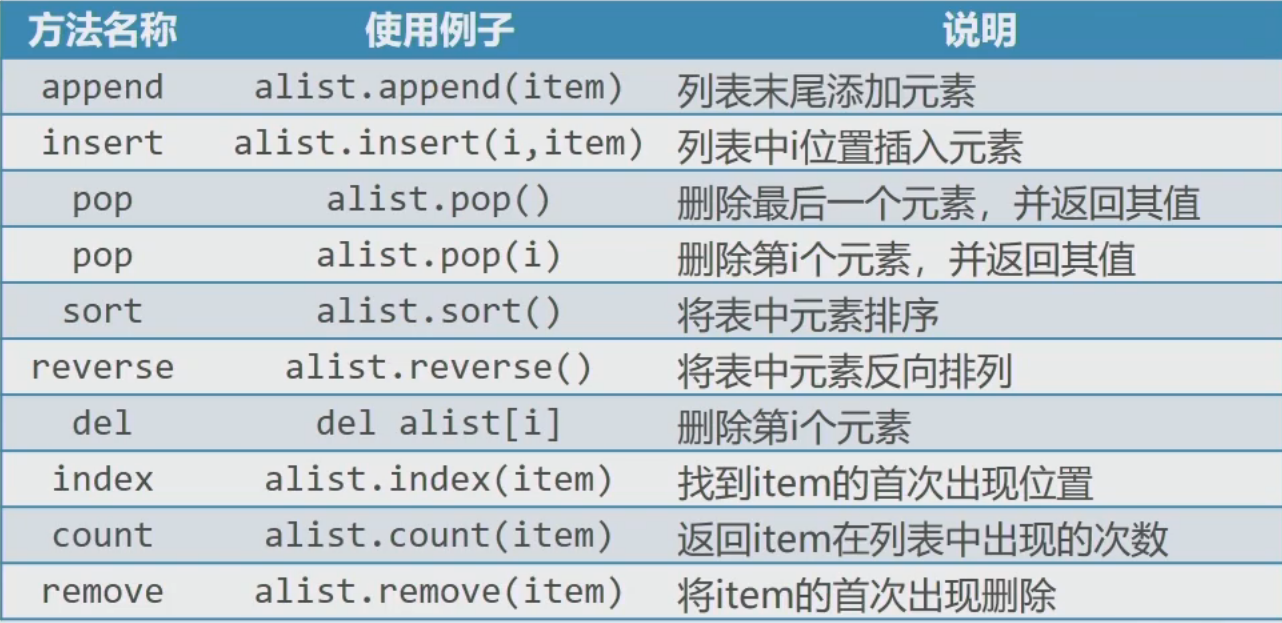 方法名称 使用例子 说明
append alist.append(item) 列表末尾添加元素
insert alist.insert(i,item) 列表中i位置插入元素
pop alist.pop() 删除最后一个元素，并返回其值
pop alist.pop(i) 删除第i个元素，并返回其值
sort alist.sort() 将表中元素排序
reverse alist.reverse() 将表中元素反向排列
del del alist[i] 删除第i个元素
index alist.index(item) 找到item的首次出现位置
count alist.count(item) 返回item在列表中出现的次数
remove alist.remove(item) 将item的首次出现删除